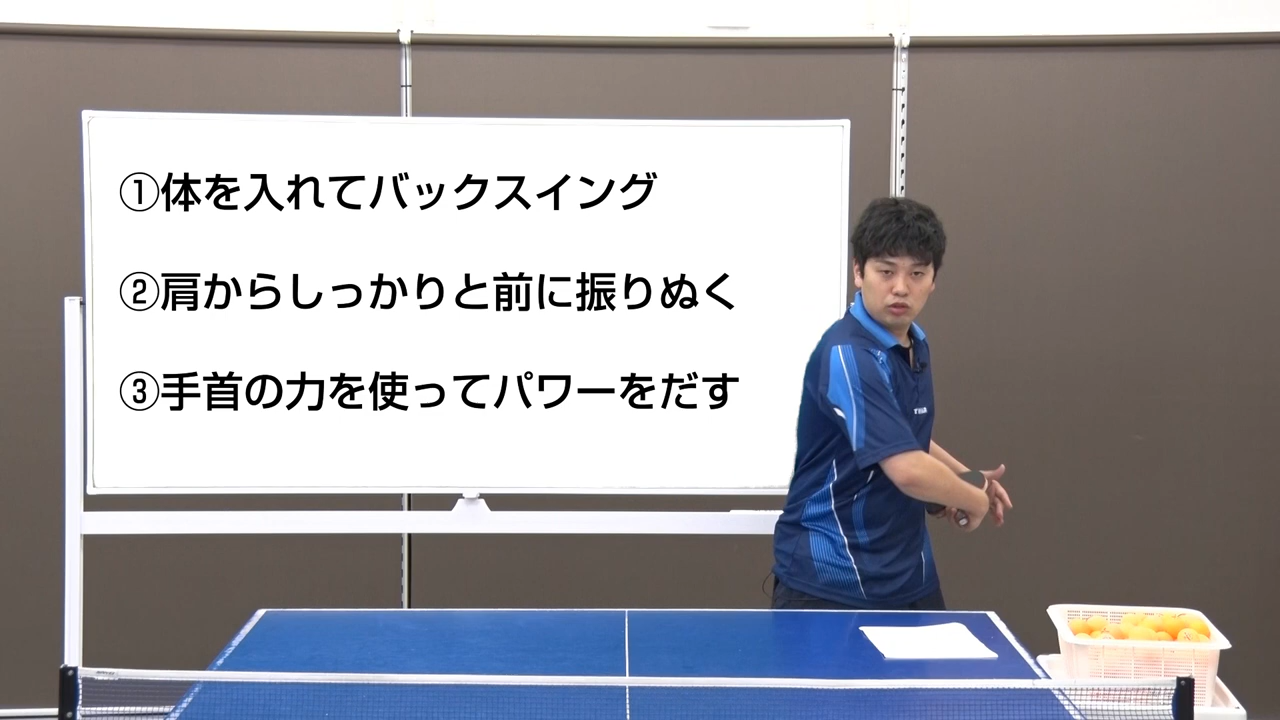 ①体を入れてバックスイング
②肩からしっかりと前に振りぬく
③手首の力を使ってパワーをだす